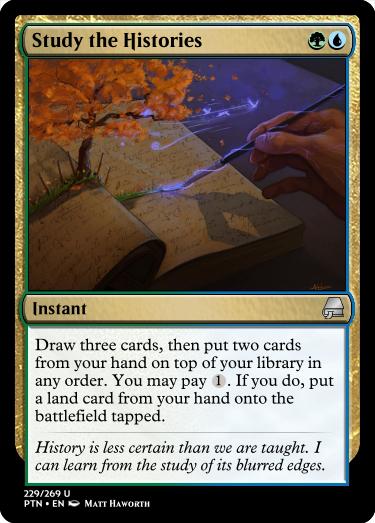 Study the Histories
Instant
Draw three cards, then put two cards
from your hand on top of your library
in any order. You may pay 1. If you do, put
a land card from your hand onto the
battlefield tapped.
History is less certain than we are taught. I
can learn from the study of its blurred edges.
229/269 U
PTN • EN Matt Haworth